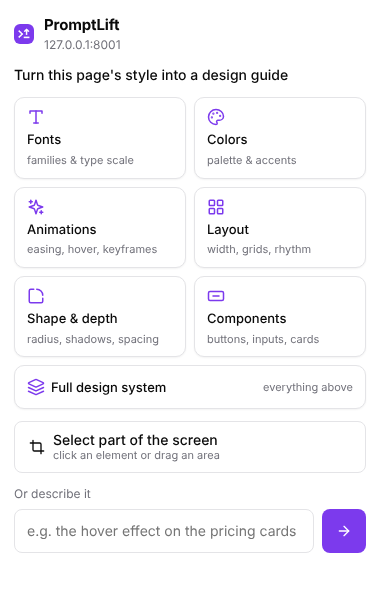 PromptLift
127.0.0.1:8001
Turn this page's style into a design guide
Fonts
families & type scale
Colors
palette & accents
Animations
easing, hover, keyframes
Layout
width, grids, rhythm
Shape & depth
radius, shadows, spacing
Components
buttons, inputs, cards
Full design system
everything above
Select part of the screen
click an element or drag an area
Or describe it
e.g. the hover effect on the pricing cards